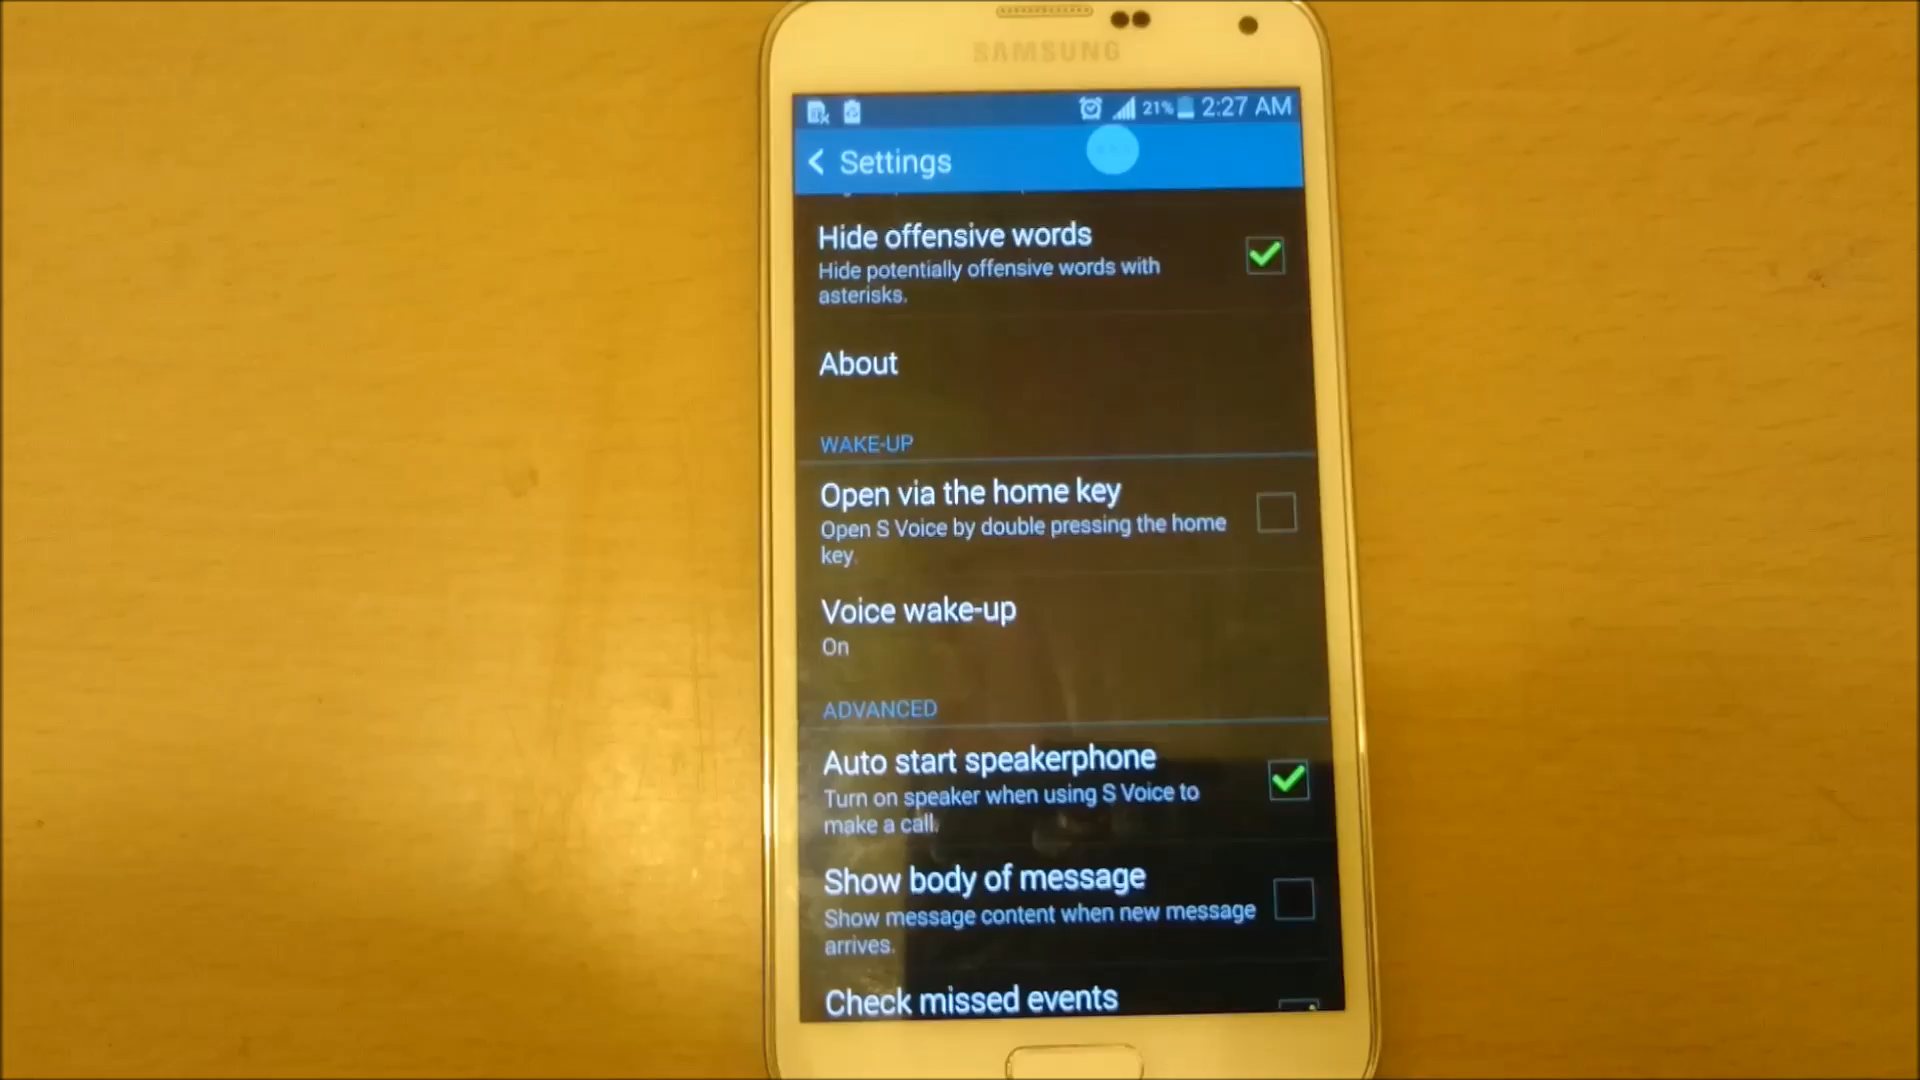 SAMSUNG
21% 2:27 AM
Settings
Hide offensive words
Hide potentially offensive words with
asterisks.
About
WAKE-UP
Open via the home key
Open S Voice by double pressing the home
key.
Voice wake-up
On
ADVANCED
Auto start speakerphone
Turn on speaker when using S Voice to
make a call.
Show body of message
Show message content when new message
arrives.
Check missed events